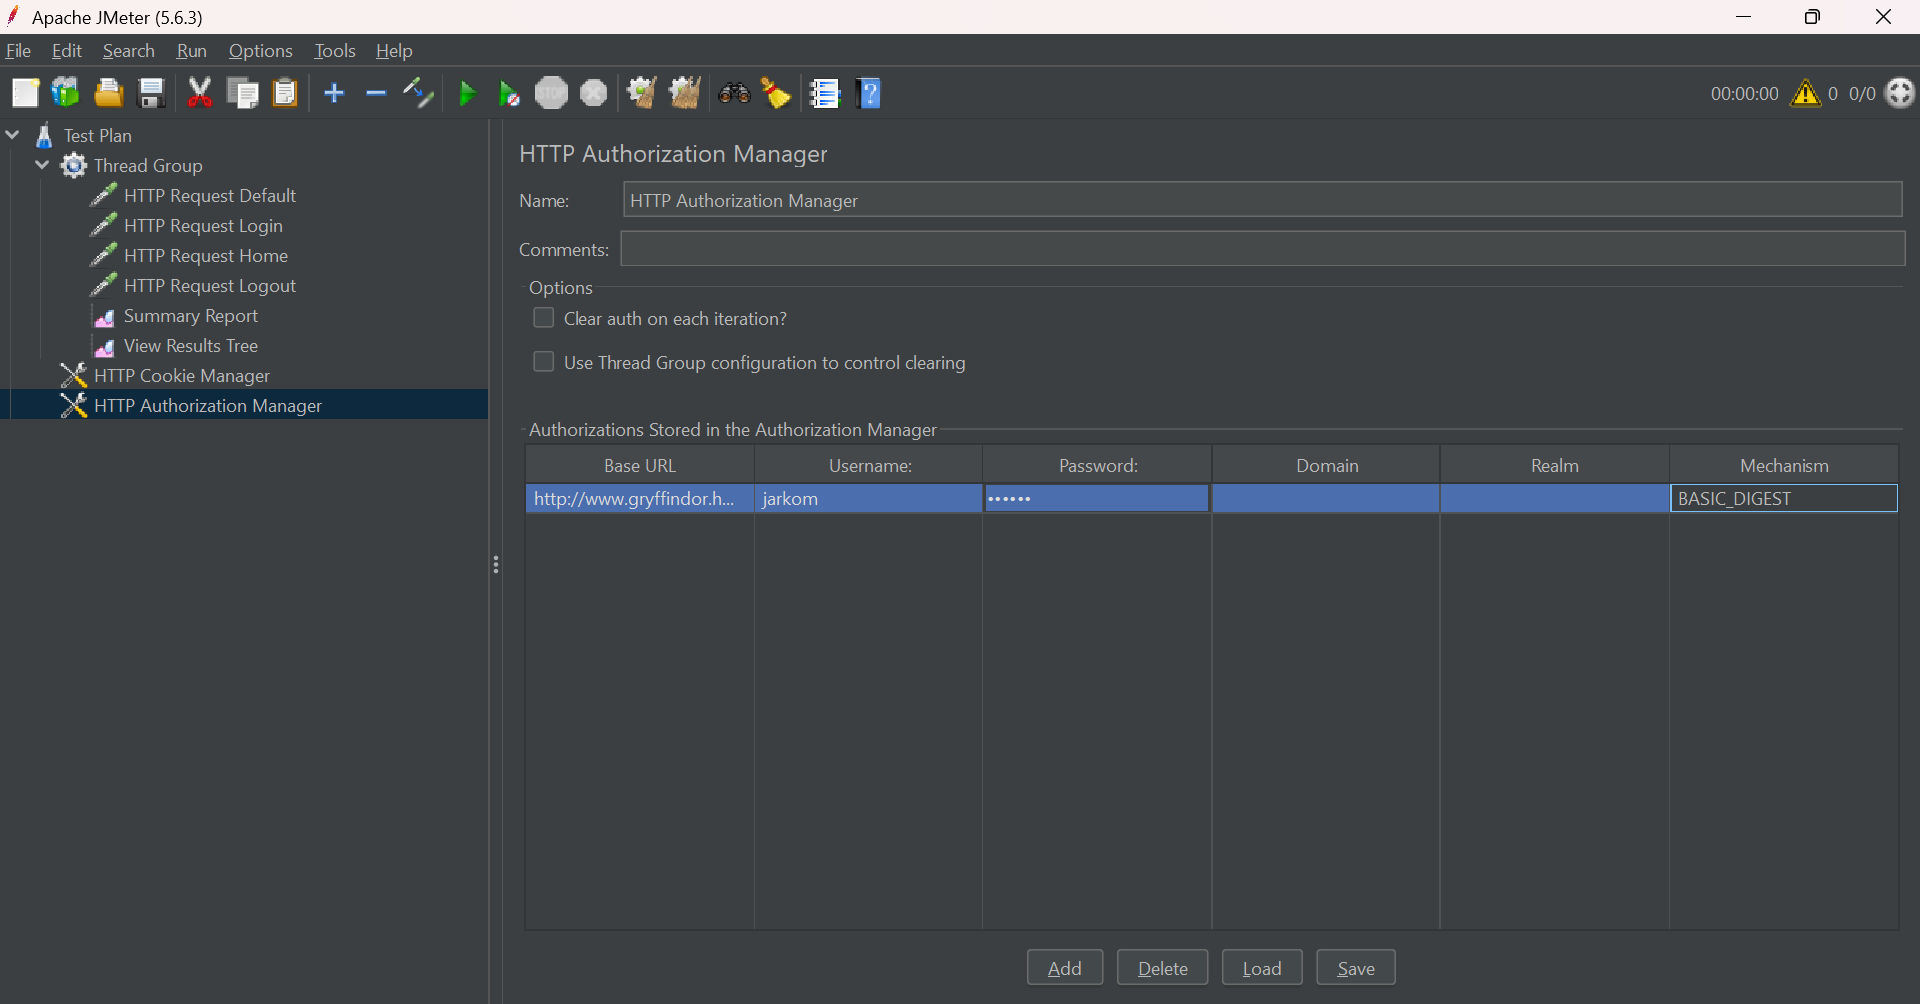 Apache JMeter (5.6.3)
File Edit Search Run Options Tools Help
STOP
?
00:00:00 0 0/0
Test Plan
Thread Group
HTTP Request Default
HTTP Request Login
HTTP Request Home
HTTP Request Logout
Summary Report
View Results Tree
HTTP Cookie Manager
HTTP Authorization Manager
HTTP Authorization Manager
Name: HTTP Authorization Manager
Comments:
Options
Clear auth on each iteration?
Use Thread Group configuration to control clearing
Authorizations Stored in the Authorization Manager
Base URL Username: Password: Domain Realm Mechanism
http://www.gryffindor.h... jarkom •••••• BASIC_DIGEST
Add Delete Load Save